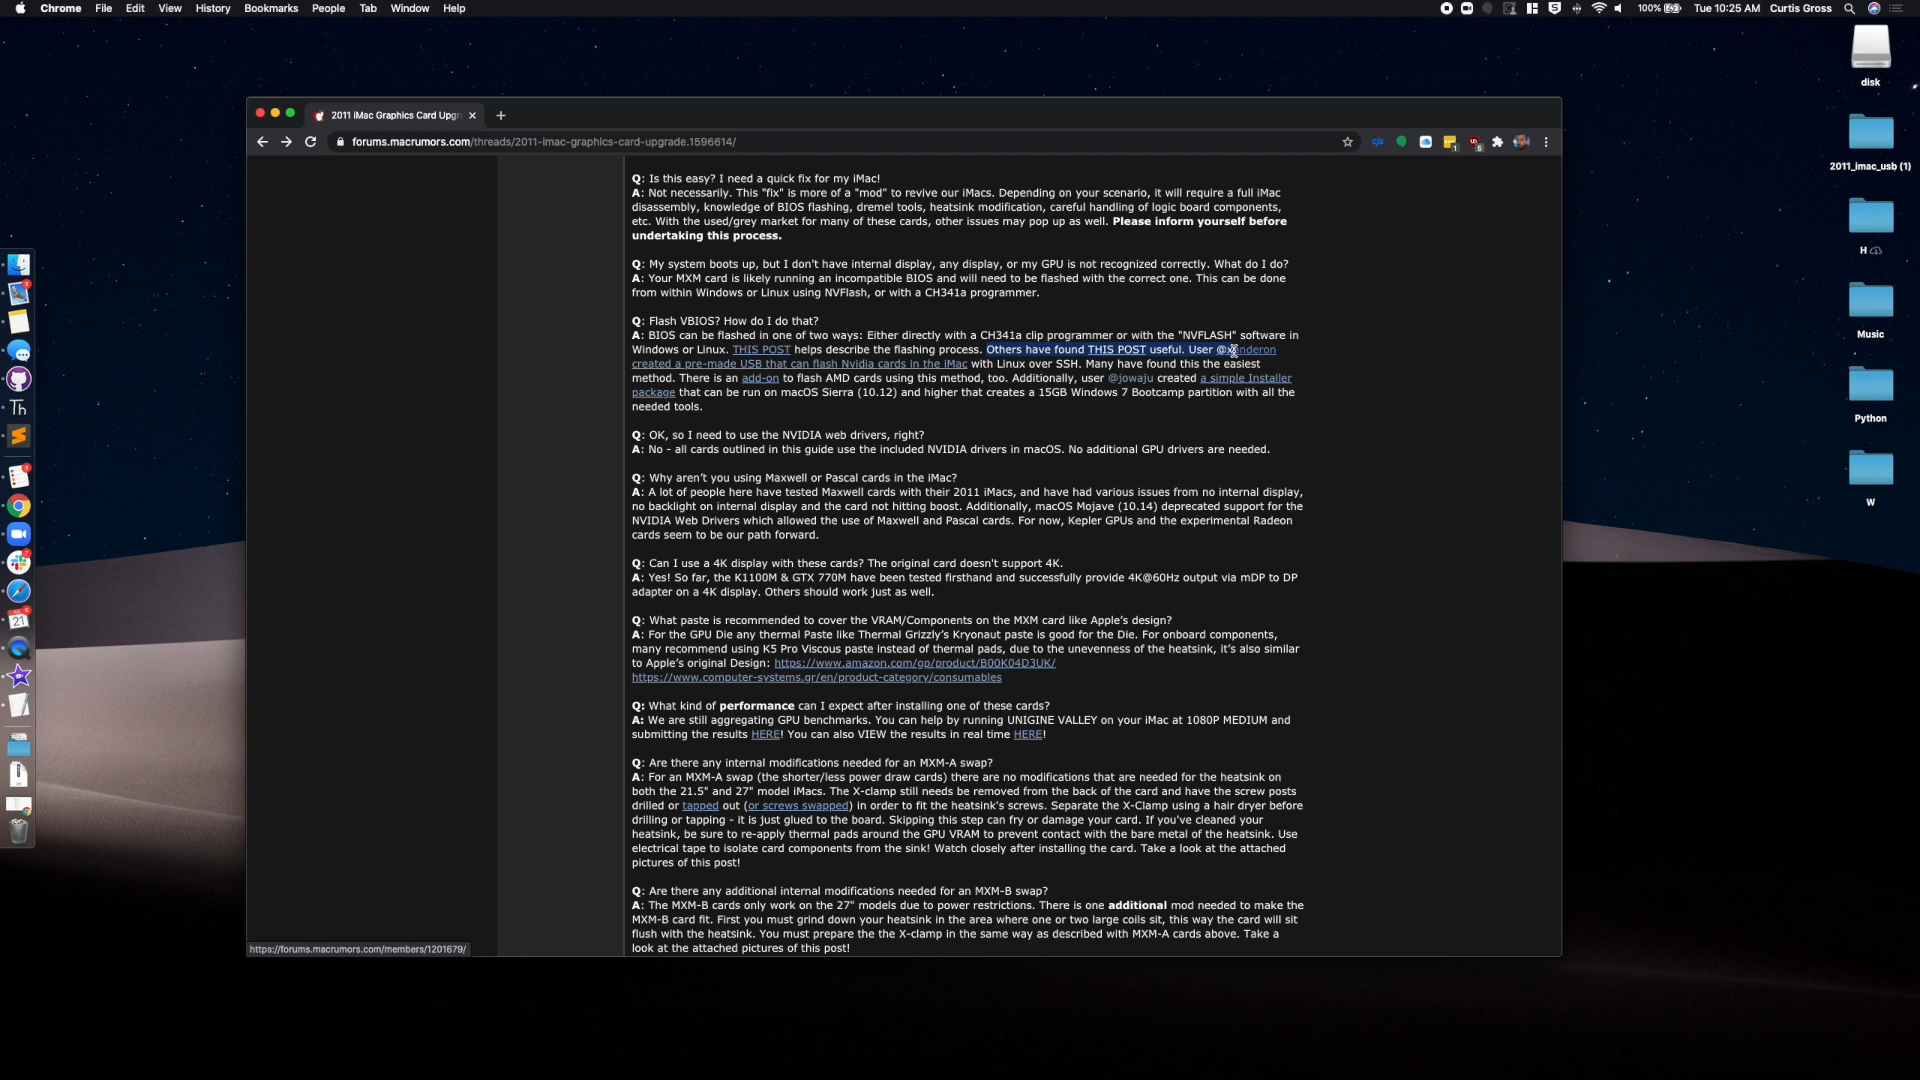 Chrome File Edit View History Bookmarks People Tab Window Help
100% Tue 10:25 AM Curtis Gross
disk
2011_imac_usb (1)
H
Music
Python
W
2011 iMac Graphics Card Upgr
forums.macrumors.com/threads/2011-imac-graphics-card-upgrade.1596614/
Q: Is this easy? I need a quick fix for my iMac!
A: Not necessarily. This "fix" is more of a "mod" to revive our iMacs. Depending on your scenario, it will require a full iMac
disassembly, knowledge of BIOS flashing, dremel tools, heatsink modification, careful handling of logic board components,
etc. With the used/grey market for many of these cards, other issues may pop up as well. Please inform yourself before
undertaking this process.
Q: My system boots up, but I don't have internal display, any display, or my GPU is not recognized correctly. What do I do?
A: Your MXM card is likely running an incompatible BIOS and will need to be flashed with the correct one. This can be done
from within Windows or Linux using NVFlash, or with a CH341a programmer.
Q: Flash VBIOS? How do I do that?
A: BIOS can be flashed in one of two ways: Either directly with a CH341a clip programmer or with the "NVFLASH" software in
Windows or Linux. THIS POST helps describe the flashing process. Others have found THIS POST useful. User @xanderon
created a pre-made USB that can flash Nvidia cards in the iMac with Linux over SSH. Many have found this the easiest
method. There is an add-on to flash AMD cards using this method, too. Additionally, user @jowaju created a simple Installer
package that can be run on macOS Sierra (10.12) and higher that creates a 15GB Windows 7 Bootcamp partition with all the
needed tools.
Q: OK, so I need to use the NVIDIA web drivers, right?
A: No - all cards outlined in this guide use the included NVIDIA drivers in macOS. No additional GPU drivers are needed.
Q: Why aren't you using Maxwell or Pascal cards in the iMac?
A: A lot of people here have tested Maxwell cards with their 2011 iMacs, and have had various issues from no internal display,
no backlight on internal display and the card not hitting boost. Additionally, macOS Mojave (10.14) deprecated support for the
NVIDIA Web Drivers which allowed the use of Maxwell and Pascal cards. For now, Kepler GPUs and the experimental Radeon
cards seem to be our path forward.
Q: Can I use a 4K display with these cards? The original card doesn't support 4K.
A: Yes! So far, the K1100M & GTX 770M have been tested firsthand and successfully provide 4K@60Hz output via mDP to DP
adapter on a 4K display. Others should work just as well.
Q: What paste is recommended to cover the VRAM/Components on the MXM card like Apple's design?
A: For the GPU Die any thermal Paste like Thermal Grizzly's Kryonaut paste is good for the Die. For onboard components,
many recommend using K5 Pro Viscous paste instead of thermal pads, due to the unevenness of the heatsink, it's also similar
to Apple's original Design: https://www.amazon.com/gp/product/B00K04D3UK/
https://www.computer-systems.gr/en/product-category/consumables
Q: What kind of performance can I expect after installing one of these cards?
A: We are still aggregating GPU benchmarks. You can help by running UNIGINE VALLEY on your iMac at 1080P MEDIUM and
submitting the results HERE! You can also VIEW the results in real time HERE!
Q: Are there any internal modifications needed for an MXM-A swap?
A: For an MXM-A swap (the shorter/less power draw cards) there are no modifications that are needed for the heatsink on
both the 21.5" and 27" model iMacs. The X-clamp still needs be removed from the back of the card and have the screw posts
drilled or tapped out (or screws swapped) in order to fit the heatsink's screws. Separate the X-Clamp using a hair dryer before
drilling or tapping - it is just glued to the board. Skipping this step can fry or damage your card. If you've cleaned your
heatsink, be sure to re-apply thermal pads around the GPU VRAM to prevent contact with the bare metal of the heatsink. Use
electrical tape to isolate card components from the sink! Watch closely after installing the card. Take a look at the attached
pictures of this post!
Q: Are there any additional internal modifications needed for an MXM-B swap?
A: The MXM-B cards only work on the 27" models due to power restrictions. There is one additional mod needed to make the
MXM-B card fit. First you must grind down your heatsink in the area where one or two large coils sit, this way the card will sit
flush with the heatsink. You must prepare the the X-clamp in the same way as described with MXM-A cards above. Take a
look at the attached pictures of this post!
https://forums.macrumors.com/members/1201679/
Th
21